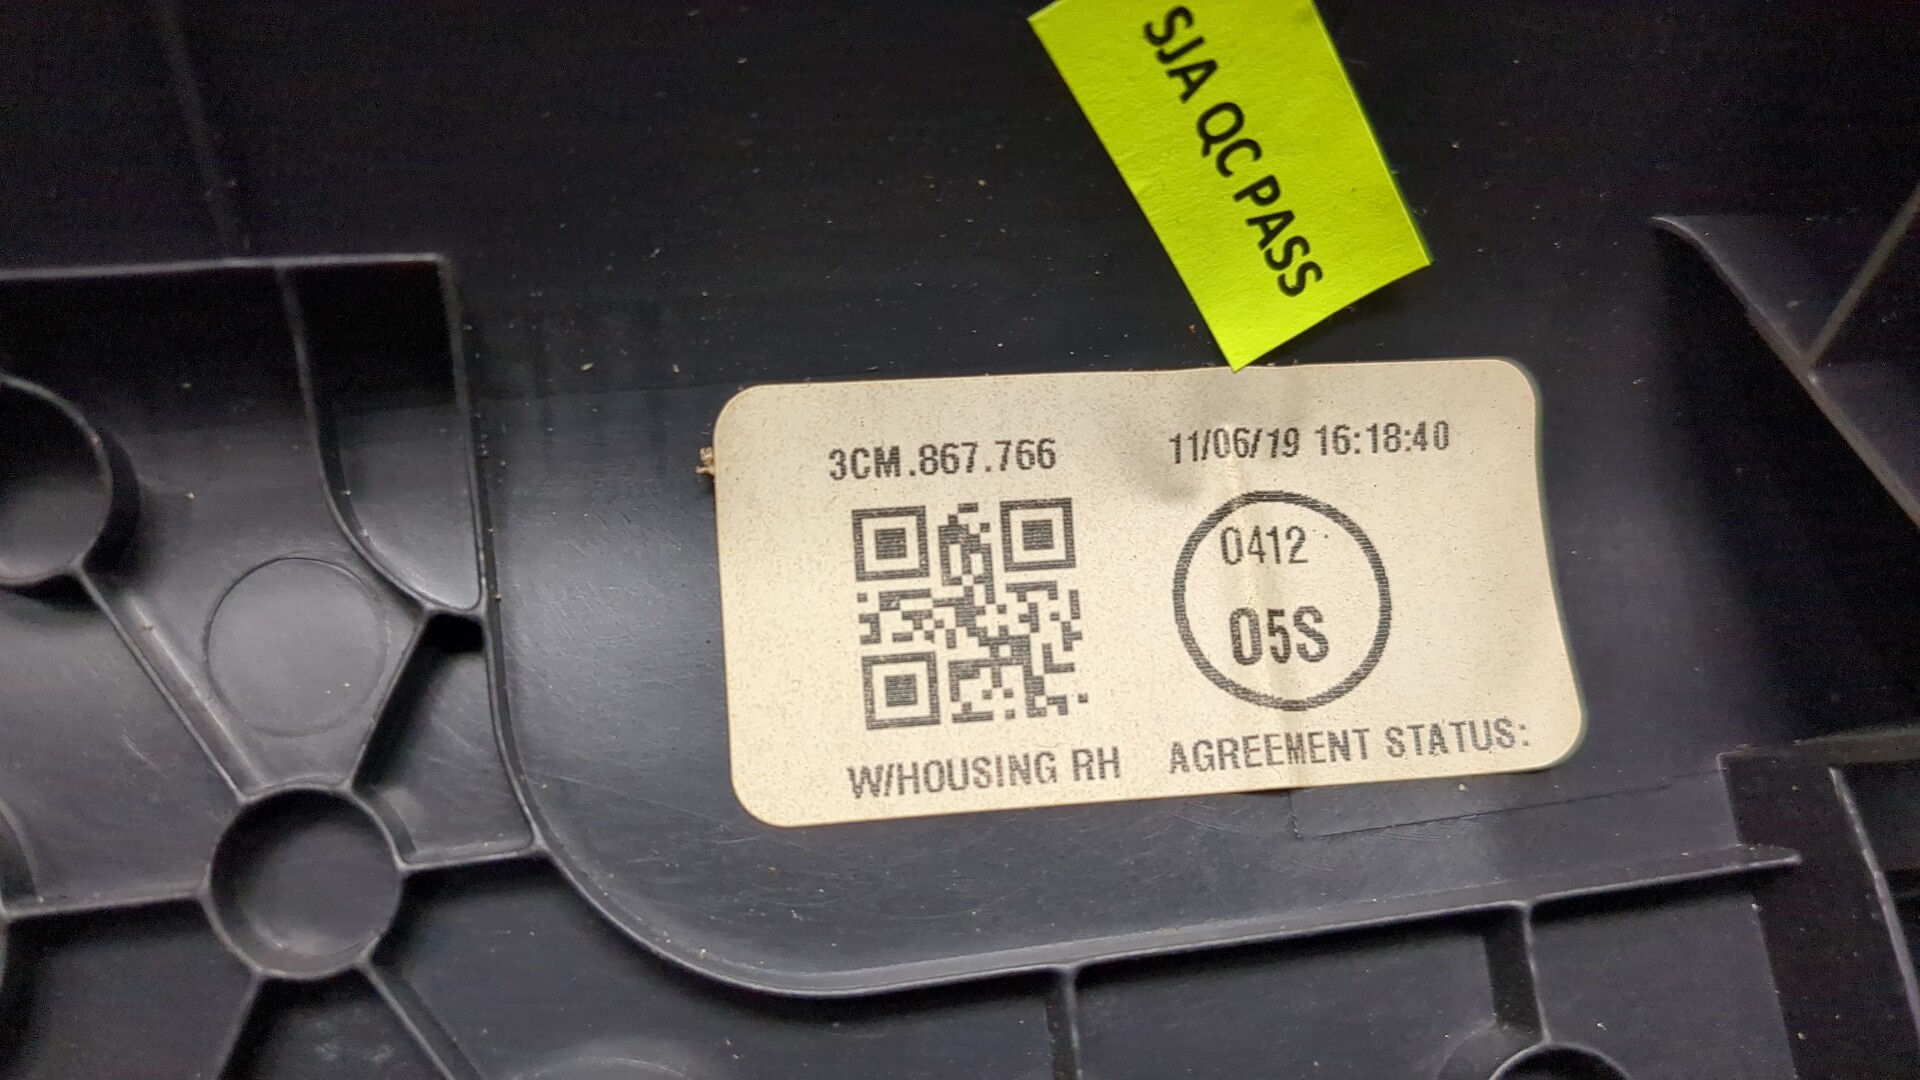 SJA QC PASS
3CM.867.766
11/06/19 16:18:40
0412
05S
W/HOUSING RH
AGREEMENT STATUS: